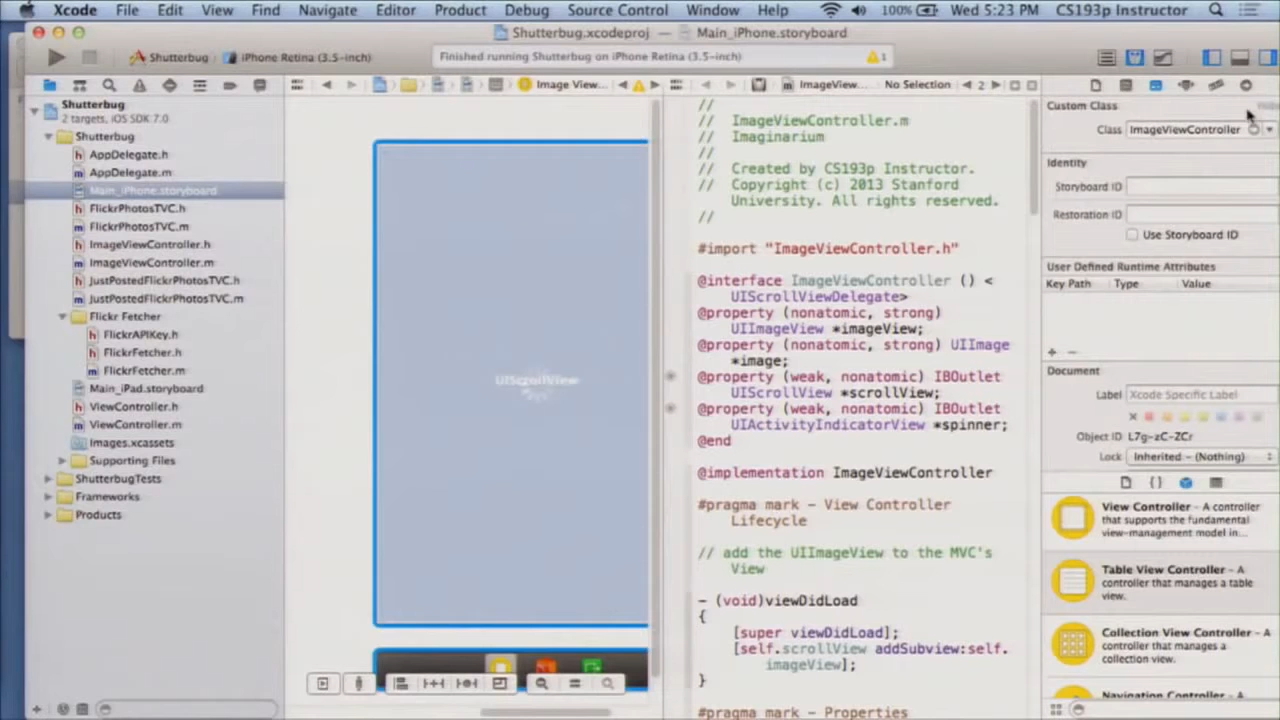 Xcode File Edit View Find Navigate Editor Product Debug Source Control Window Help 100% Wed 5:23 PM CS193p Instructor
Shutterbug.xcodeproj — Main_iPhone.storyboard
Shutterbug iPhone Retina (3.5-inch) Finished running Shutterbug on iPhone Retina (3.5-inch) 1
Image View... ImageView... No Selection 2
Shutterbug
2 targets, iOS SDK 7.0
Shutterbug
AppDelegate.h
AppDelegate.m
Main_iPhone.storyboard
FlickrPhotosTVC.h
FlickrPhotosTVC.m
ImageViewController.h
ImageViewController.m
JustPostedFlickrPhotosTVC.h
JustPostedFlickrPhotosTVC.m
Flickr Fetcher
FlickrAPIKey.h
FlickrFetcher.h
FlickrFetcher.m
Main_iPad.storyboard
ViewController.h
ViewController.m
Images.xcassets
Supporting Files
ShutterbugTests
Frameworks
Products
UIScrollView
//
// ImageViewController.m
// Imaginarium
//
// Created by CS193p Instructor.
// Copyright (c) 2013 Stanford
University. All rights reserved.
//
#import "ImageViewController.h"
@interface ImageViewController () <
UIScrollViewDelegate>
@property (nonatomic, strong)
UIImageView *imageView;
@property (nonatomic, strong) UIImage
*image;
@property (weak, nonatomic) IBOutlet
UIScrollView *scrollView;
@property (weak, nonatomic) IBOutlet
UIActivityIndicatorView *spinner;
@end
@implementation ImageViewController
#pragma mark - View Controller
Lifecycle
// add the UIImageView to the MVC's
View
- (void)viewDidLoad
{
[super viewDidLoad];
[self.scrollView addSubview:self.
imageView];
}
#pragma mark - Properties
Custom Class
Class ImageViewController
Identity
Storyboard ID
Restoration ID
Use Storyboard ID
User Defined Runtime Attributes
Key Path Type Value
+ −
Document
Label Xcode Specific Label
Object ID L7g-zC-ZCr
Lock Inherited - (Nothing)
View Controller - A controller
that supports the fundamental
view-management model in...
Table View Controller - A
controller that manages a table
view.
Collection View Controller - A
controller that manages a
collection view.
Navigation Controller - A